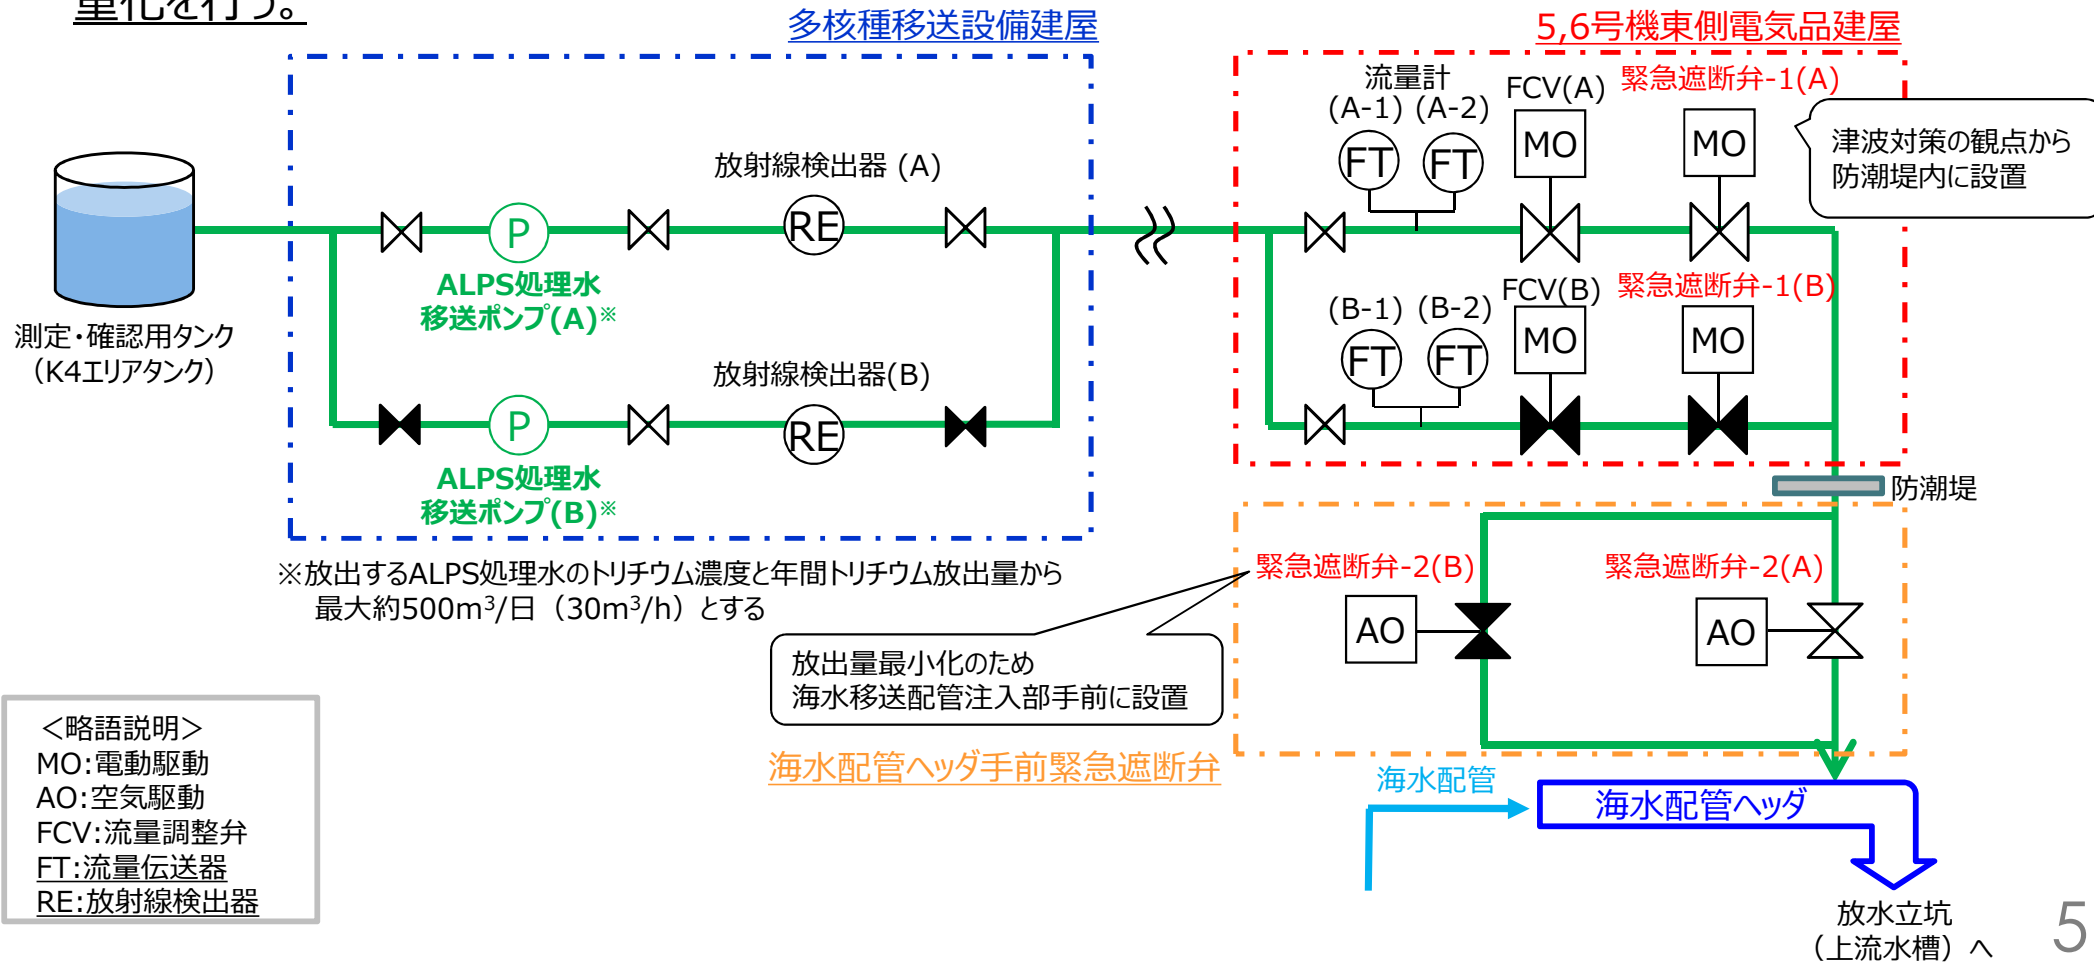 量化を行う。
多核種移送設備建屋
5,6号機東側電気品建屋
流量計
(A-1) (A-2)
FCV(A)
緊急遮断弁-1(A)
FT
FT
MO
MO
津波対策の観点から
防潮堤内に設置
放射線検出器 (A)
P
RE
ALPS処理水
移送ポンプ(A)※
測定・確認用タンク
(K4エリアタンク)
(B-1) (B-2)
FCV(B)
緊急遮断弁-1(B)
FT
FT
MO
MO
放射線検出器(B)
P
RE
ALPS処理水
移送ポンプ(B)※
防潮堤
※放出するALPS処理水のトリチウム濃度と年間トリチウム放出量から
最大約500m³/日(30m³/h)とする
緊急遮断弁-2(B)
緊急遮断弁-2(A)
AO
AO
放出量最小化のため
海水移送配管注入部手前に設置
海水配管ヘッダ手前緊急遮断弁
<略語説明>
MO:電動駆動
AO:空気駆動
FCV:流量調整弁
FT:流量伝送器
RE:放射線検出器
海水配管
海水配管ヘッダ
放水立坑
(上流水槽)へ
5